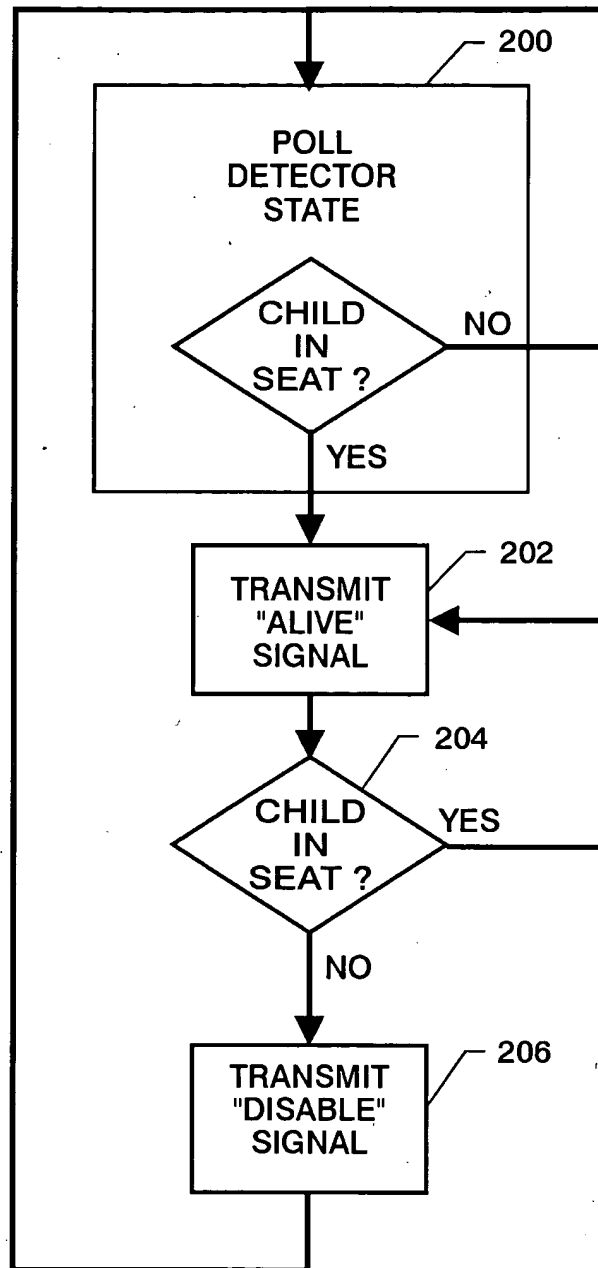 200
POLL
DETECTOR
STATE
CHILD
IN
SEAT ?
NO
YES
202
TRANSMIT
"ALIVE"
SIGNAL
204
CHILD
IN
SEAT ?
YES
NO
206
TRANSMIT
"DISABLE"
SIGNAL